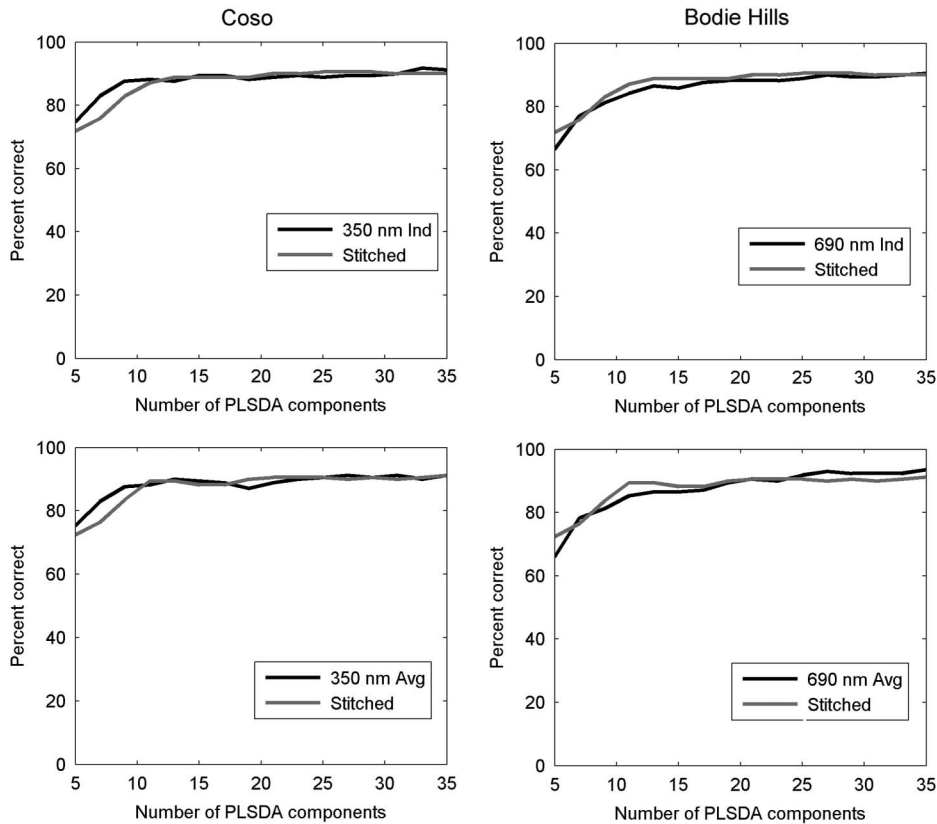 Coso
Bodie Hills
100
80
60
40
20
0
Percent correct
350 nm Ind
Stitched
5 10 15 20 25 30 35
Number of PLSDA components
100
80
60
40
20
0
Percent correct
690 nm Ind
Stitched
5 10 15 20 25 30 35
Number of PLSDA components
100
80
60
40
20
0
Percent correct
350 nm Avg
Stitched
5 10 15 20 25 30 35
Number of PLSDA components
100
80
60
40
20
0
Percent correct
690 nm Avg
Stitched
5 10 15 20 25 30 35
Number of PLSDA components